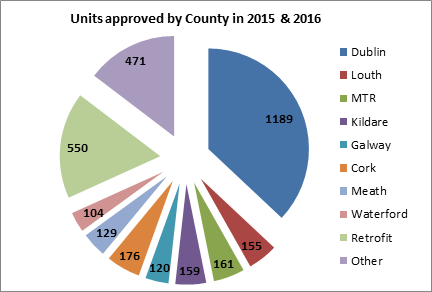 Units approved by County in 2015 & 2016
471
1189
550
104
129
176
120
159
161
155
Dublin
Louth
MTR
Kildare
Galway
Cork
Meath
Waterford
Retrofit
Other